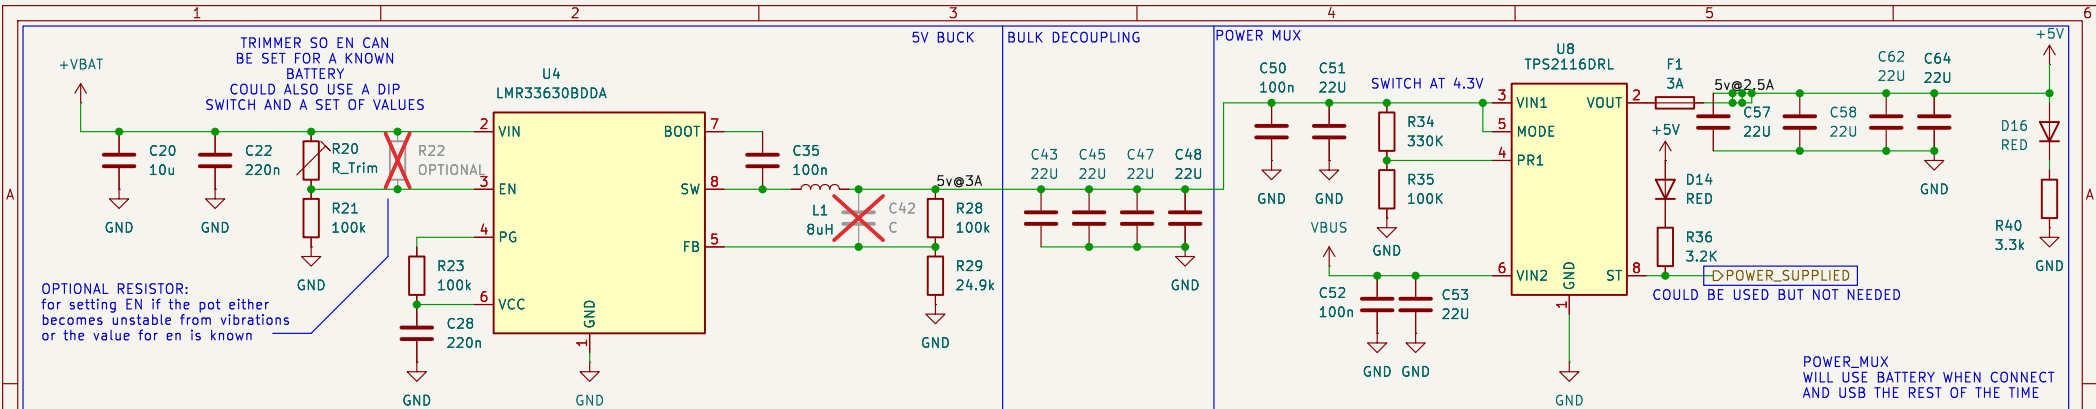 1
2
3
4
5
6
A
A
TRIMMER SO EN CAN
BE SET FOR A KNOWN
BATTERY
COULD ALSO USE A DIP
SWITCH AND A SET OF VALUES
+VBAT
C20
10u
GND
C22
220n
GND
R20
R_Trim
R21
100k
GND
R22
OPTIONAL
OPTIONAL RESISTOR:
for setting EN if the pot either
becomes unstable from vibrations
or the value for en is known
R23
100k
C28
220n
GND
U4
LMR33630BDDA
2
VIN
3
EN
4
PG
6
VCC
GND
1
GND
BOOT
7
SW
8
FB
5
C35
100n
L1
8uH
C42
C
5V BUCK
5v@3A
R28
100k
R29
24.9k
GND
BULK DECOUPLING
C43
22U
C45
22U
C47
22U
C48
22U
GND
POWER MUX
C50
100n
GND
C51
22U
GND
SWITCH AT 4.3V
R34
330K
R35
100K
GND
VBUS
C52
100n
GND
C53
22U
GND
U8
TPS2116DRL
3
VIN1
5
MODE
4
PR1
6
VIN2
GND
1
GND
VOUT
2
ST
8
F1
3A
5v@2.5A
+5V
D14
RED
R36
3.2K
POWER_SUPPLIED
COULD BE USED BUT NOT NEEDED
C57
22U
C58
22U
C62
22U
C64
22U
GND
+5V
D16
RED
R40
3.3k
GND
POWER_MUX
WILL USE BATTERY WHEN CONNECT
AND USB THE REST OF THE TIME